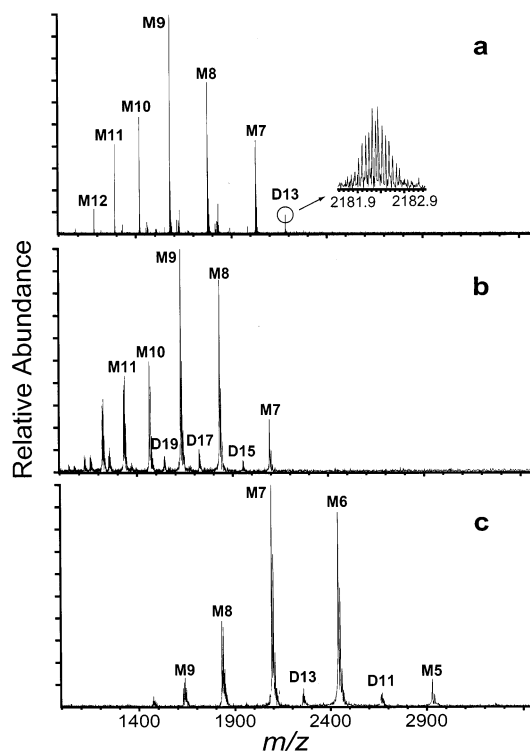 a
M9
M8
M10
M7
M11
D13
M12
2181.9 2182.9
Relative Abundance
b
M9
M8
M10
M11
M7
D19
D17
D15
c
M7
M6
M8
M9
D13
D11
M5
1400 1900 2400 2900
m/z